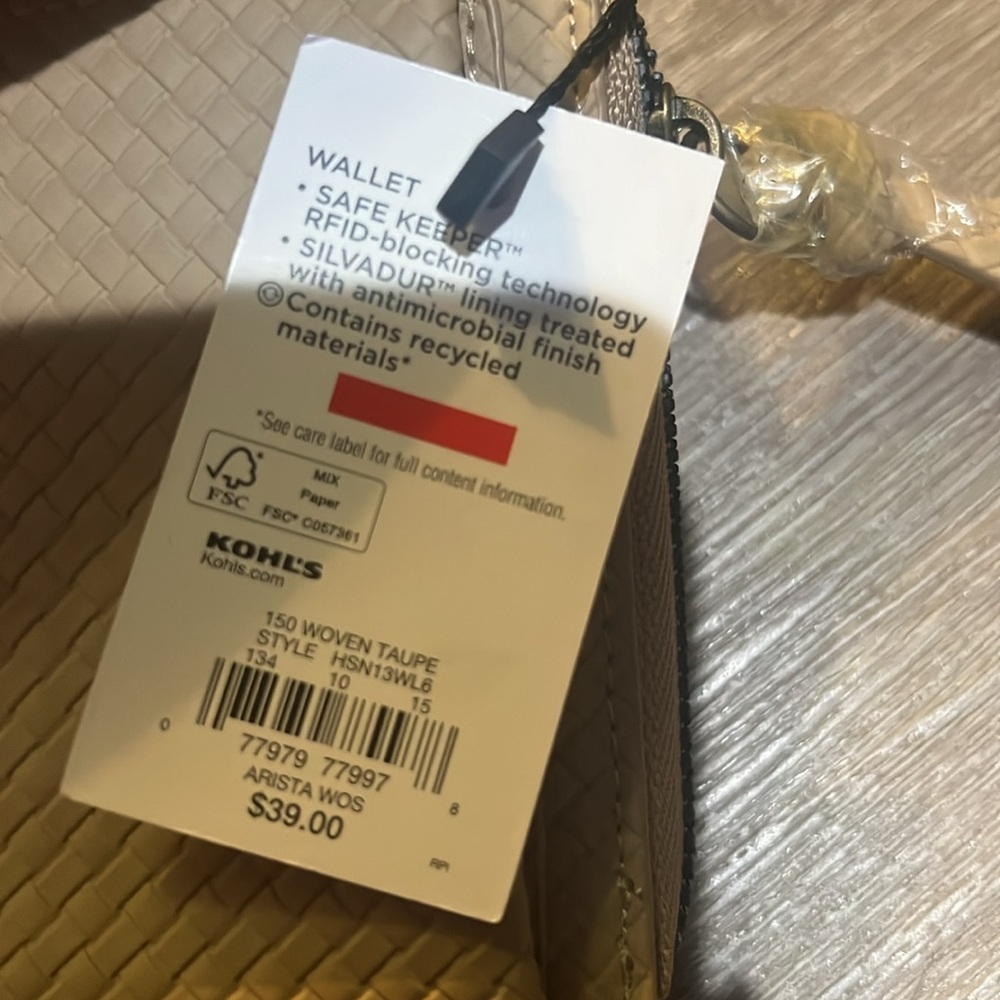 WALLET
• SAFE KEEPER™
RFID-blocking technology
• SILVADUR™ lining treated
with antimicrobial finish
Contains recycled
materials*
*See care label for full content information.
FSC
MIX
Paper
FSC® C057361
KOHL'S
Kohls.com
150 WOVEN TAUPE
STYLE HSN13WL6
134 10 15
0 77979 77997 8
ARISTA WOS
$39.00
RPI